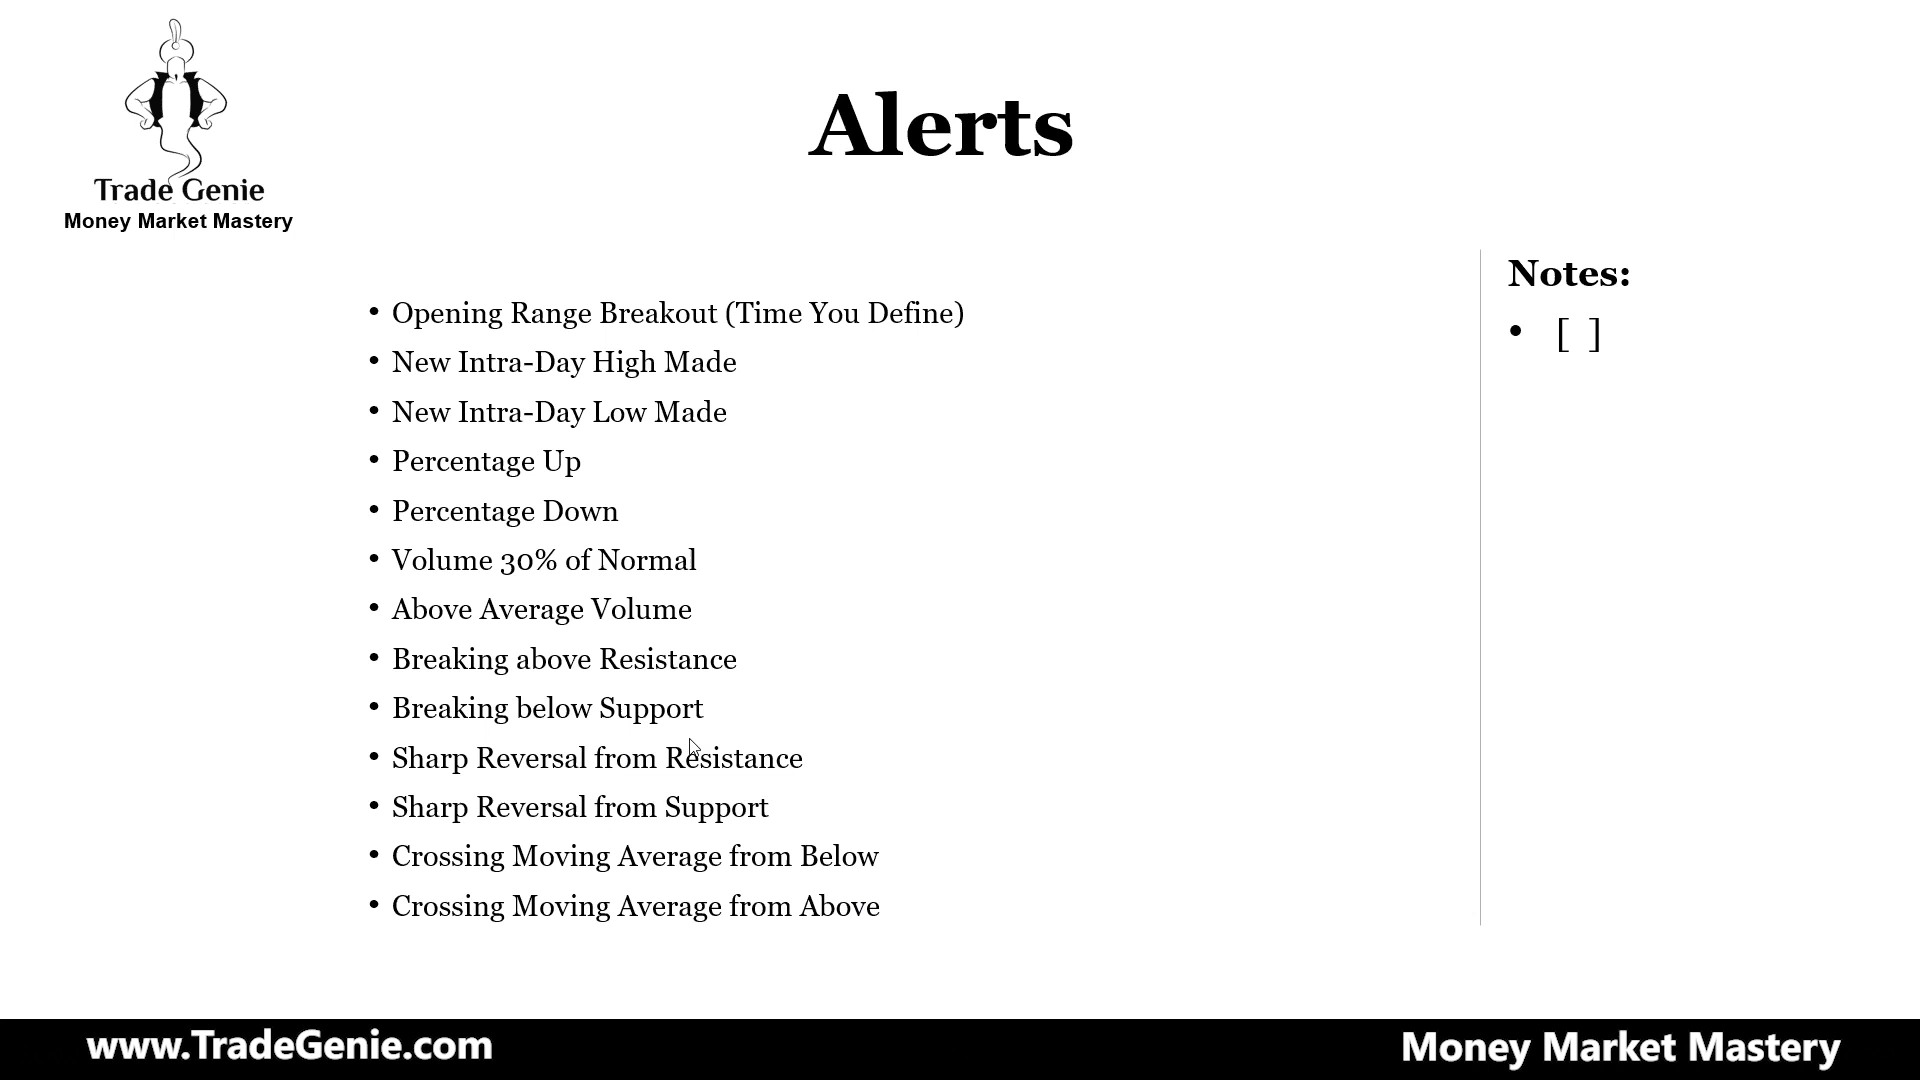 Trade Genie
Money Market Mastery
Alerts
• Opening Range Breakout (Time You Define)
• New Intra-Day High Made
• New Intra-Day Low Made
• Percentage Up
• Percentage Down
• Volume 30% of Normal
• Above Average Volume
• Breaking above Resistance
• Breaking below Support
• Sharp Reversal from Resistance
• Sharp Reversal from Support
• Crossing Moving Average from Below
• Crossing Moving Average from Above
Notes:
• [ ]
www.TradeGenie.com
Money Market Mastery